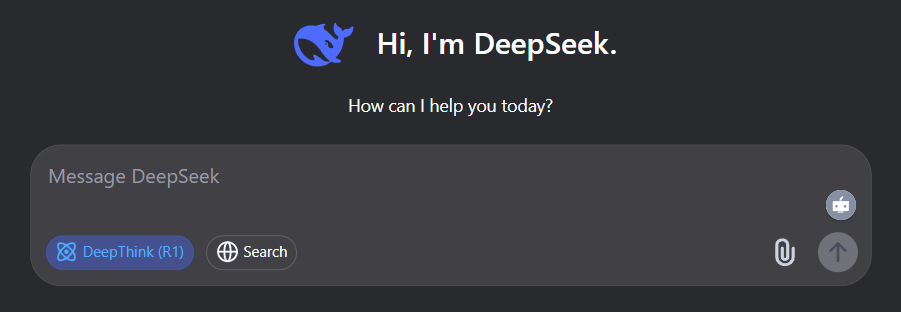 Hi, I'm DeepSeek.
How can I help you today?
Message DeepSeek
DeepThink (R1) Search